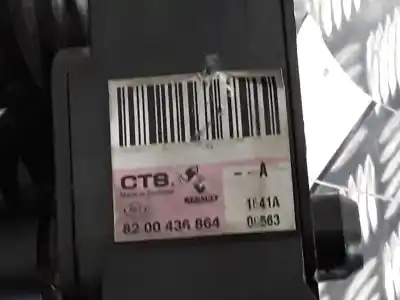 CTS.
-- A
RENAULT
1641A
82 00 436 864